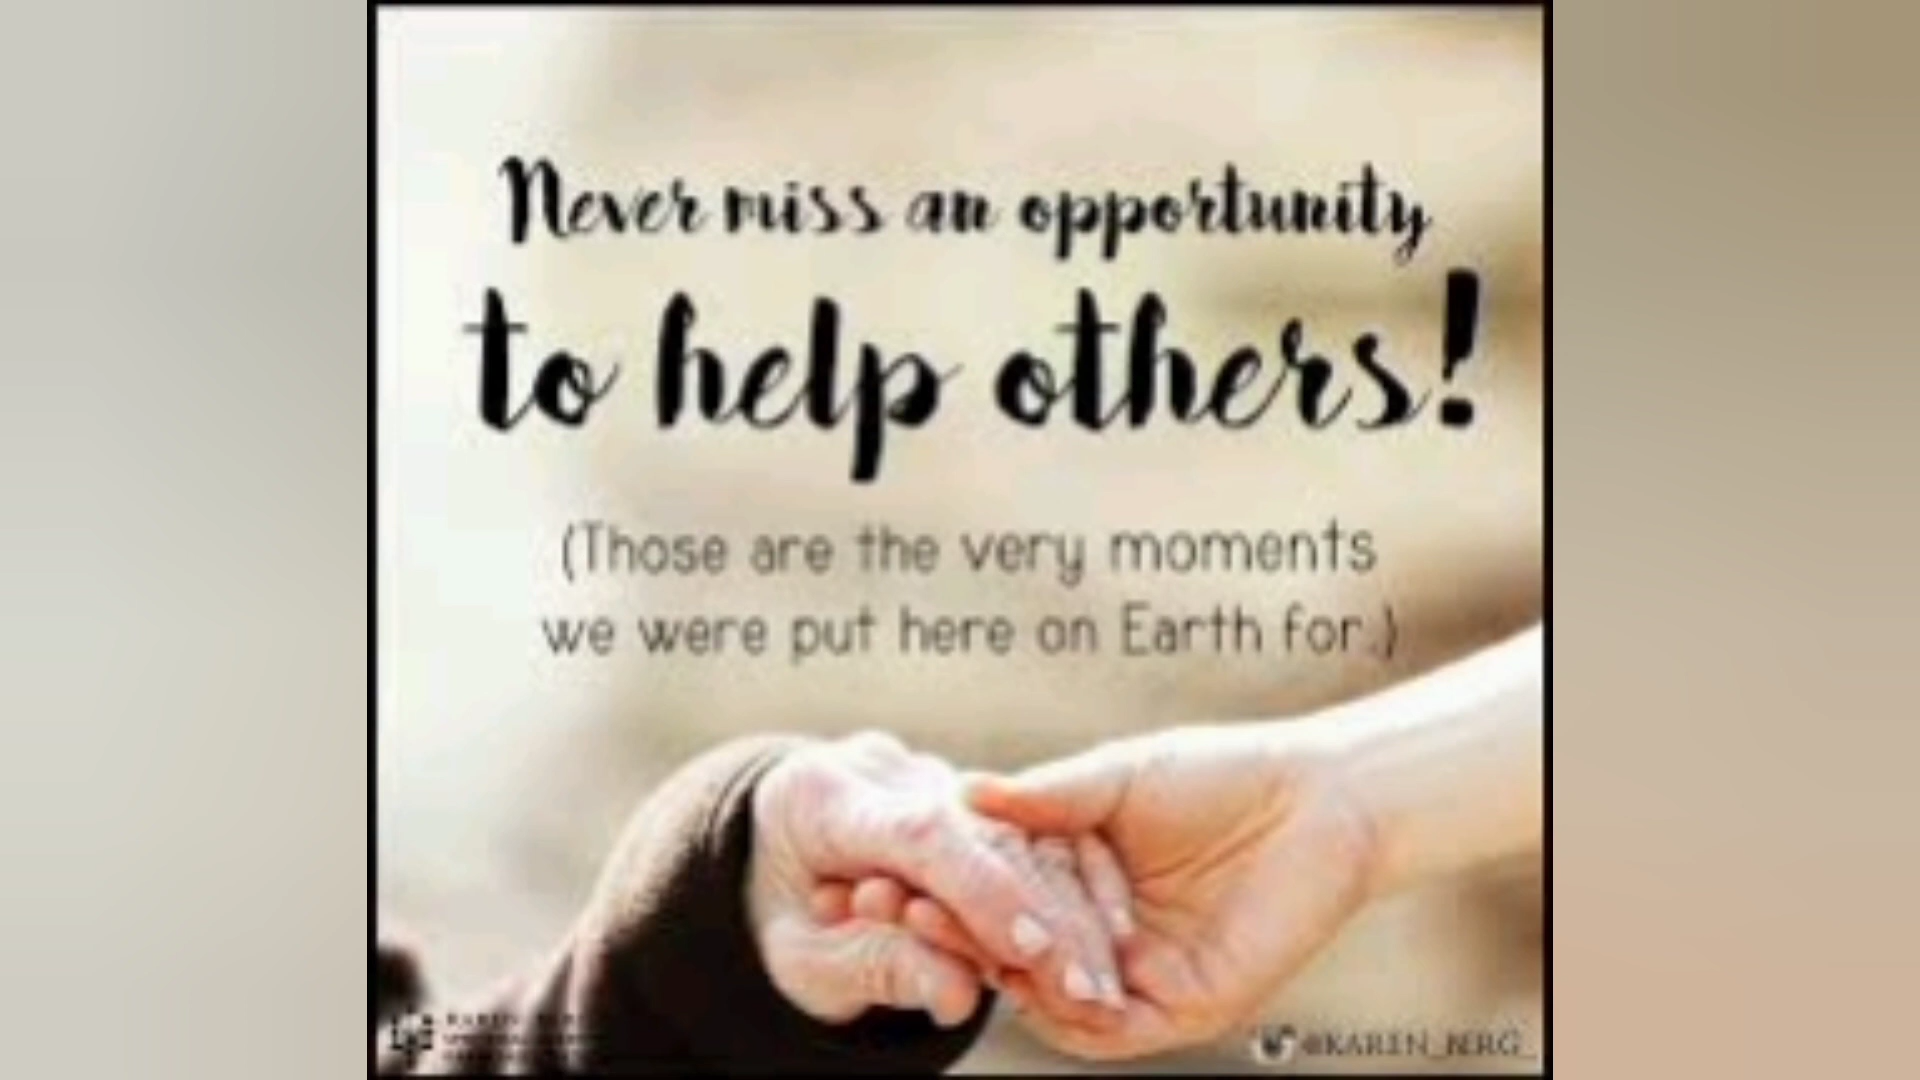 Never miss an opportunity
to help others!
(Those are the very moments
we were put here on Earth for.)
@KAREN_BERG_